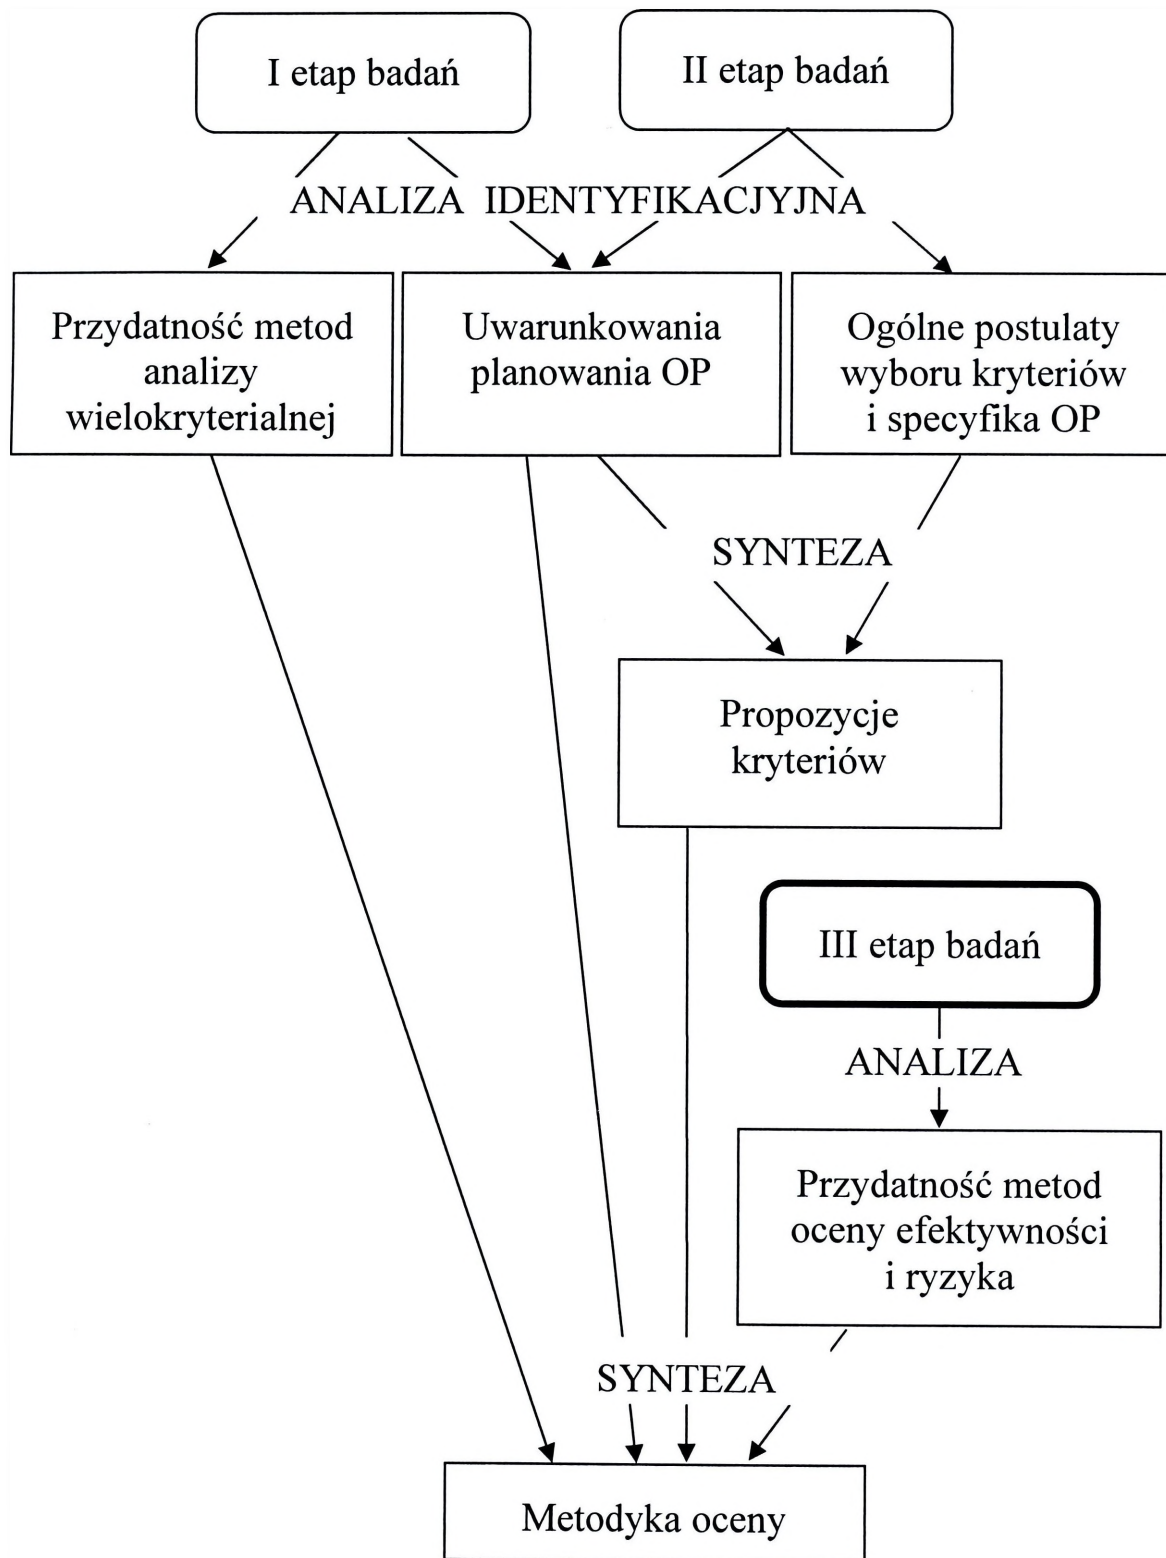 I etap badań
II etap badań
ANALIZA IDENTYFIKACYJNA
Przydatność metod
analizy
wielokryterialnej
Uwarunkowania
planowania OP
Ogólne postulaty
wyboru kryteriów
i specyfika OP
SYNTEZA
Propozycje
kryteriów
III etap badań
ANALIZA
Przydatność metod
oceny efektywności
i ryzyka
SYNTEZA
Metodyka oceny